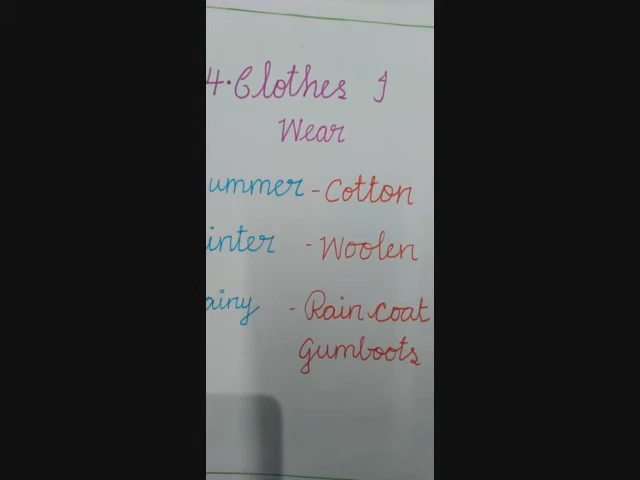 4. Clothes I
Wear
ummer - Cotton
inter - Woolen
ainy - Rain coat
gumboots